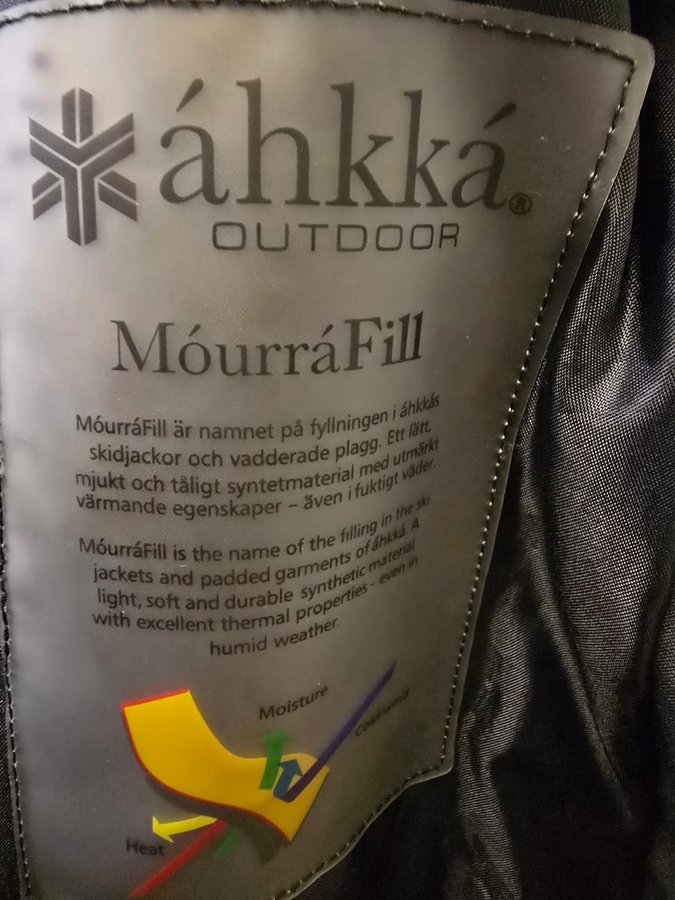 áhkká®
OUTDOOR
MóurráFill
MóurráFill är namnet på fyllningen i áhkkás
skidjackor och vadderade plagg. Ett lätt,
mjukt och tåligt syntetmaterial med utmärkt
värmande egenskaper – även i fuktigt väder.
MóurráFill is the name of the filling in the ski
jackets and padded garments of áhkká. A
light, soft and durable synthetic material
with excellent thermal properties - even in
humid weather.
Moisture
Cold wind
Heat